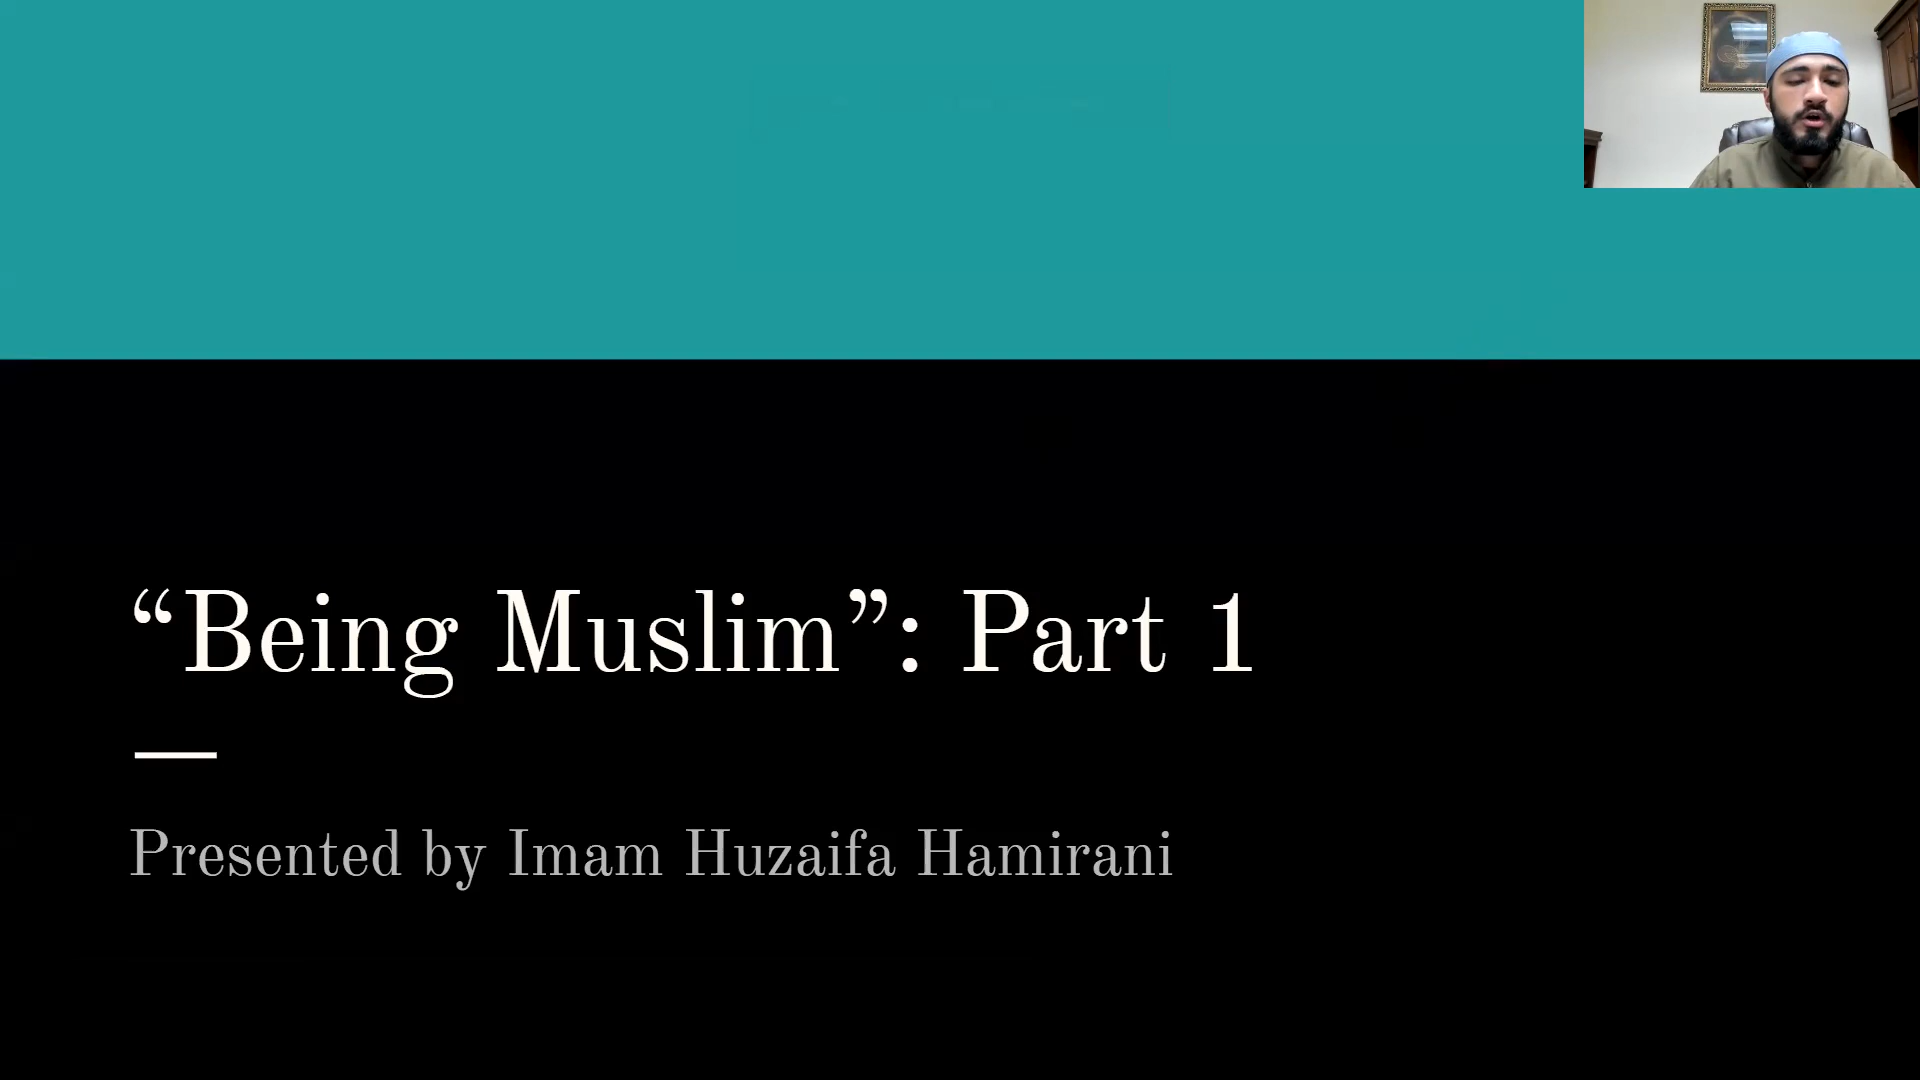 “Being Muslim”: Part 1
Presented by Imam Huzaifa Hamirani